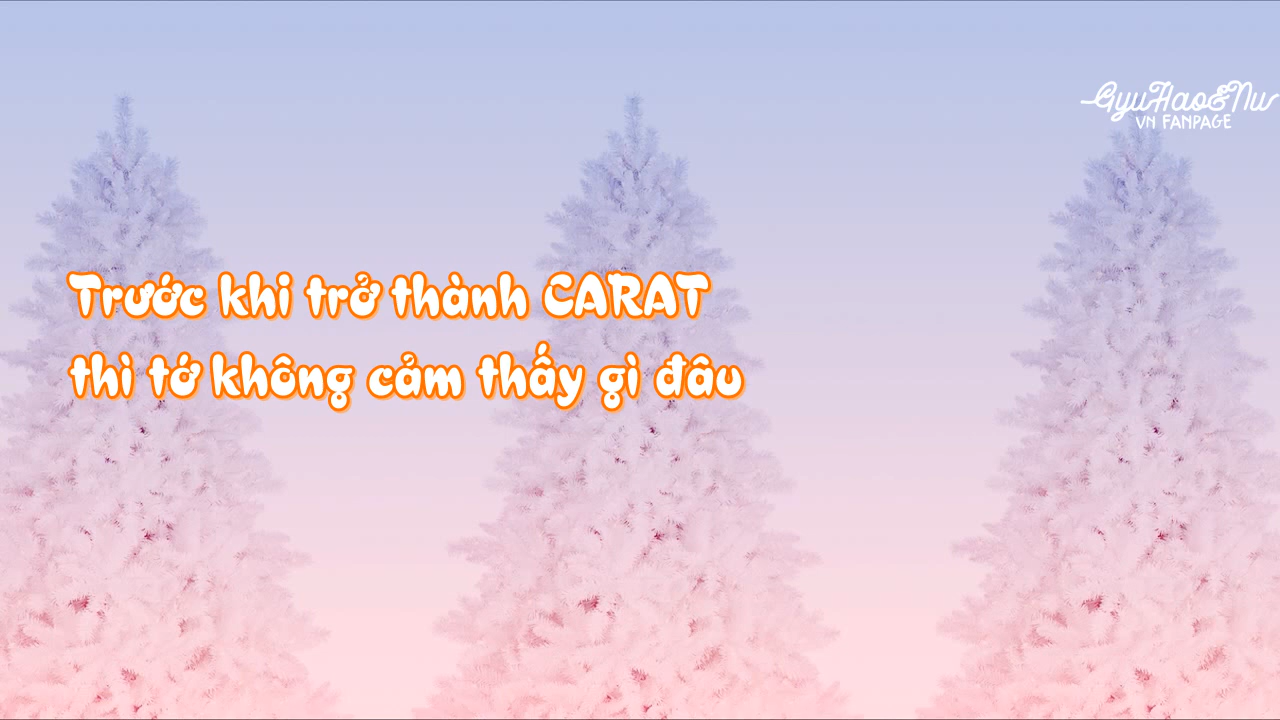 GyuHao&Nu
VN FANPAGE
Trước khi trở thành CARAT
thì tớ không cảm thấy gì đâu